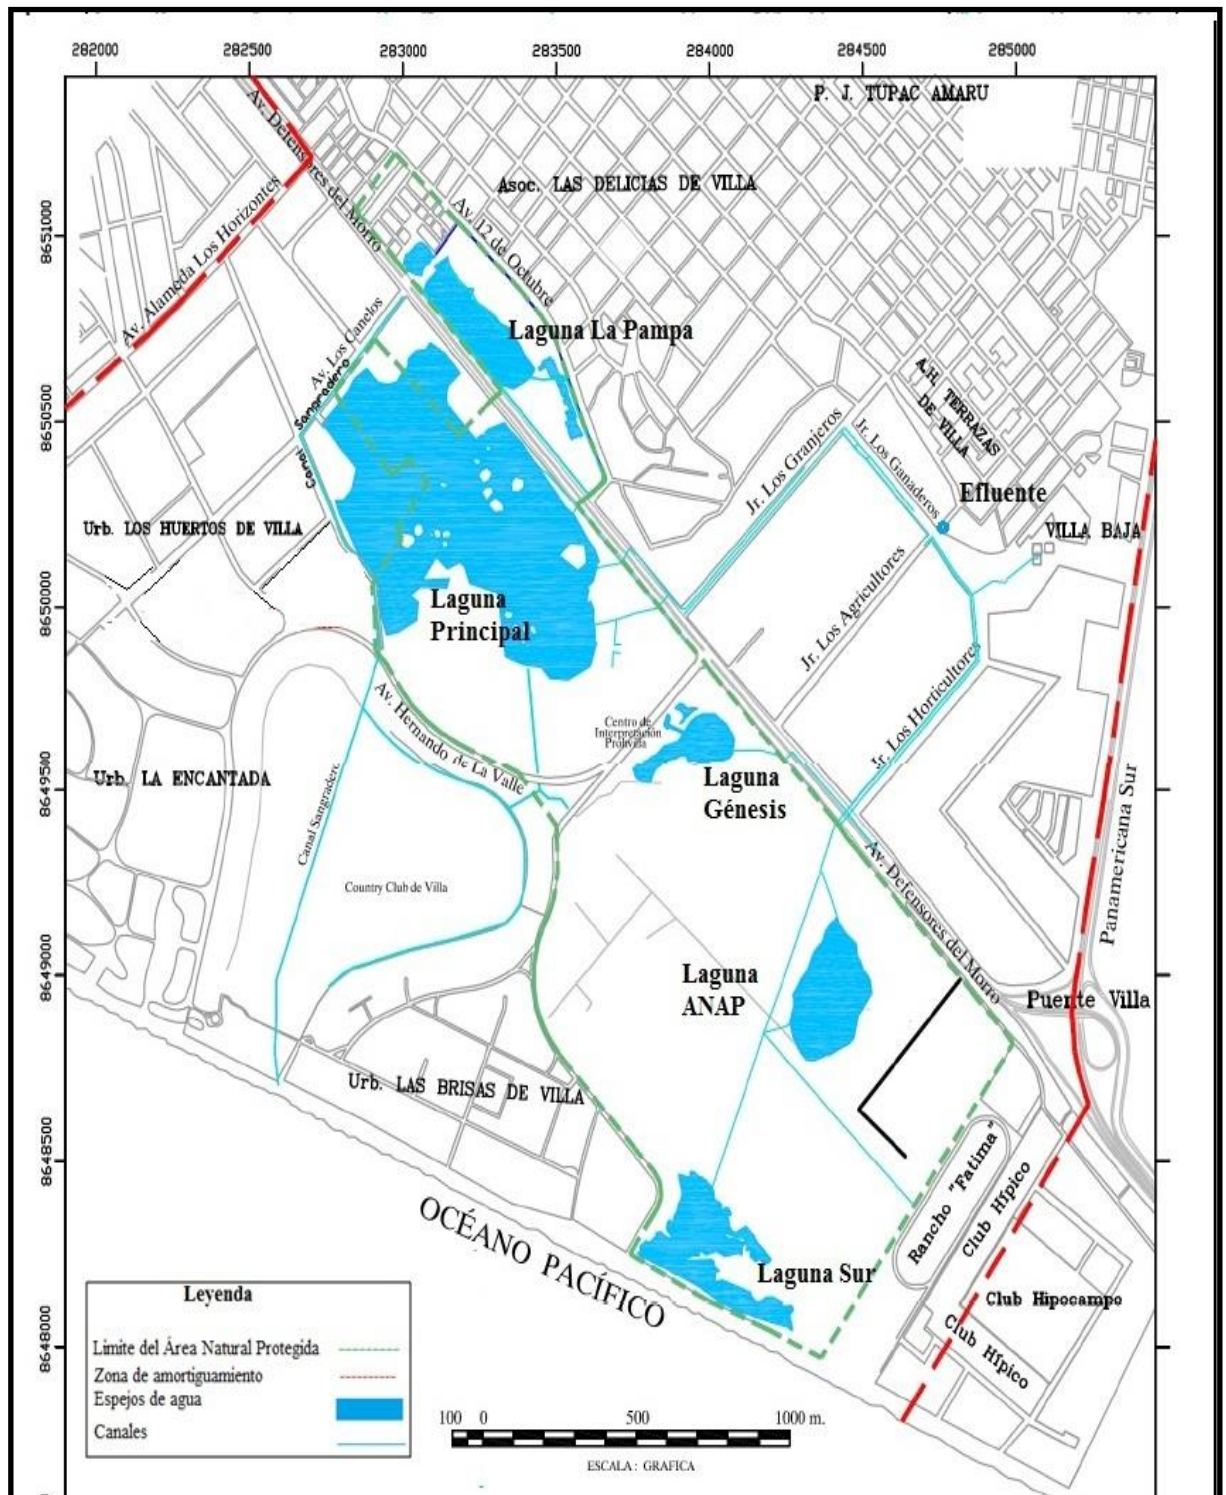 282000 282500 283000 283500 284000 284500 285000
P. J. TUPAC AMARU
Av. Defensores del Morro
Asoc. LAS DELICIAS DE VILLA
Av. Alameda Los Horizontes
Av. 12 de Octubre
8651000
Av. Los Canelos
Laguna La Pampa
Canal Sangradero
A.H. TERRAZAS
DE VILLA
8650500
Jr. Los Granjeros
Jr. Los Ganaderos
Efluente
Urb. LOS HUERTOS DE VILLA
VILLA BAJA
8650000
Laguna
Principal
Jr. Los Agricultores
Jr. Los Horticultore
Av. Hernando de La Valle
Centro de
Interpretación
Prohvilla
8649500
Urb. LA ENCANTADA
Laguna
Génesis
Canal Sangradero
Panamericana Sur
Country Club de Villa
Av. Defensores del Morro
8649000
Laguna
ANAP
Puente Villa
Urb. LAS BRISAS DE VILLA
8648500
Rancho "Fatima"
Club Hípico
OCÉANO PACÍFICO
Laguna Sur
Club Hipocampo
Club Hípico
8648000
Leyenda
Limite del Área Natural Protegida
Zona de amortiguamiento
Espejos de agua
Canales
100 0 500 1000 m.
ESCALA : GRAFICA